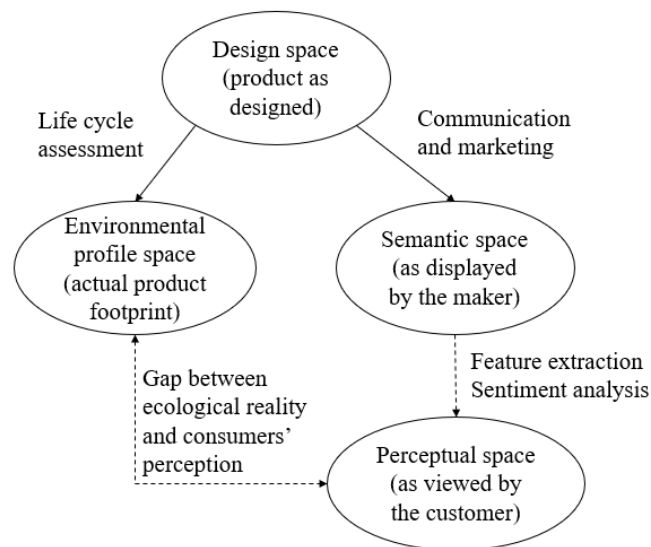 Design space
(product as
designed)
Life cycle
assessment
Communication
and marketing
Environmental
profile space
(actual product
footprint)
Semantic space
(as displayed
by the maker)
Feature extraction
Sentiment analysis
Gap between
ecological reality
and consumers’
perception
Perceptual space
(as viewed by
the customer)